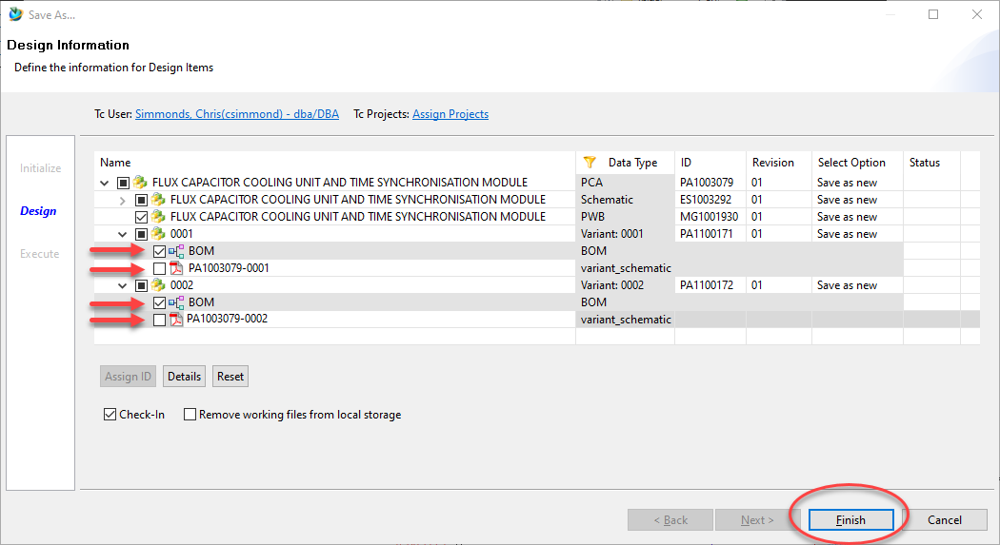 Save As...
Design Information
Define the information for Design Items
Tc User: Simmonds, Chris(csimmond) - dba/DBA Tc Projects: Assign Projects
Initialize
Design
Execute
Name Data Type ID Revision Select Option Status
FLUX CAPACITOR COOLING UNIT AND TIME SYNCHRONISATION MODULE PCA PA1003079 01 Save as new
FLUX CAPACITOR COOLING UNIT AND TIME SYNCHRONISATION MODULE Schematic ES1003292 01 Save as new
FLUX CAPACITOR COOLING UNIT AND TIME SYNCHRONISATION MODULE PWB MG1001930 01 Save as new
0001 Variant: 0001 PA1100171 01 Save as new
BOM BOM
PA1003079-0001 variant_schematic
0002 Variant: 0002 PA1100172 01 Save as new
BOM BOM
PA1003079-0002 variant_schematic
Assign ID Details Reset
Check-In Remove working files from local storage
< Back Next > Finish Cancel